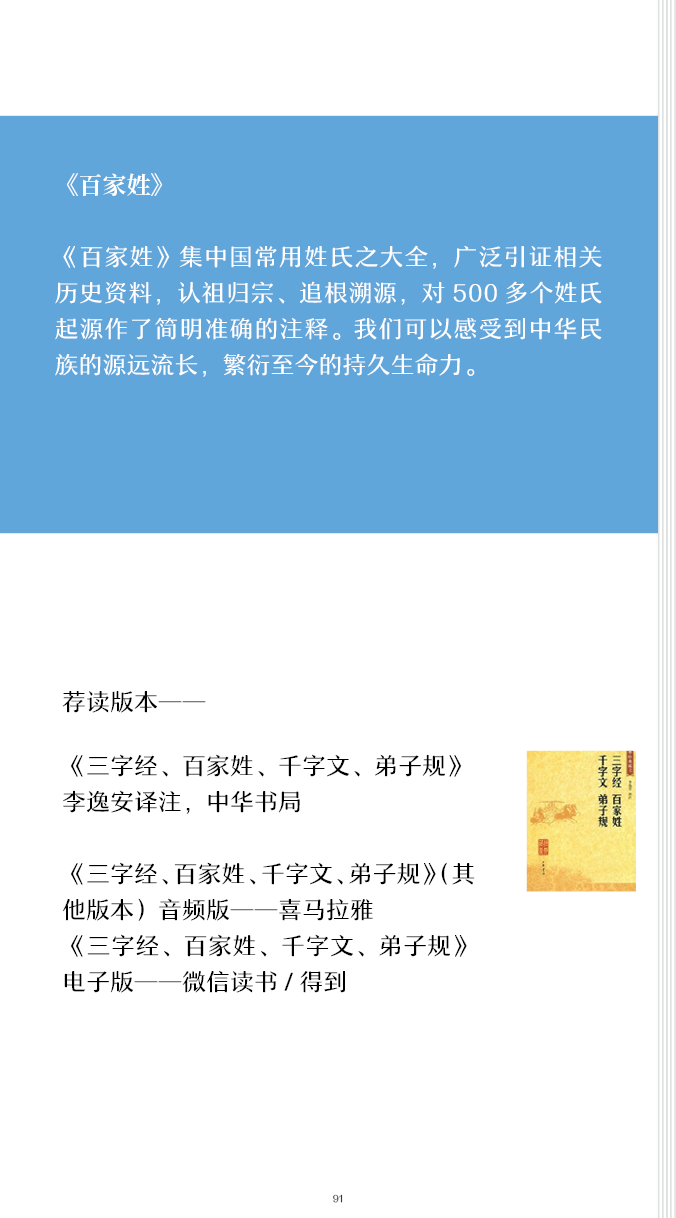 《百家姓》
《百家姓》集中国常用姓氏之大全，广泛引证相关
历史资料，认祖归宗、追根溯源，对 500 多个姓氏
起源作了简明准确的注释。我们可以感受到中华民
族的源远流长，繁衍至今的持久生命力。
荐读版本——
《三字经、百家姓、千字文、弟子规》
李逸安译注，中华书局
三字经 百家姓
千字文 弟子规
《三字经、百家姓、千字文、弟子规》（其
他版本）音频版——喜马拉雅
《三字经、百家姓、千字文、弟子规》
电子版——微信读书 / 得到
91